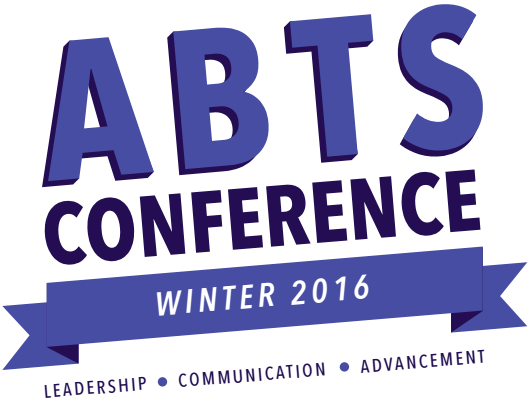 ABTS
CONFERENCE
WINTER 2016
LEADERSHIP • COMMUNICATION • ADVANCEMENT